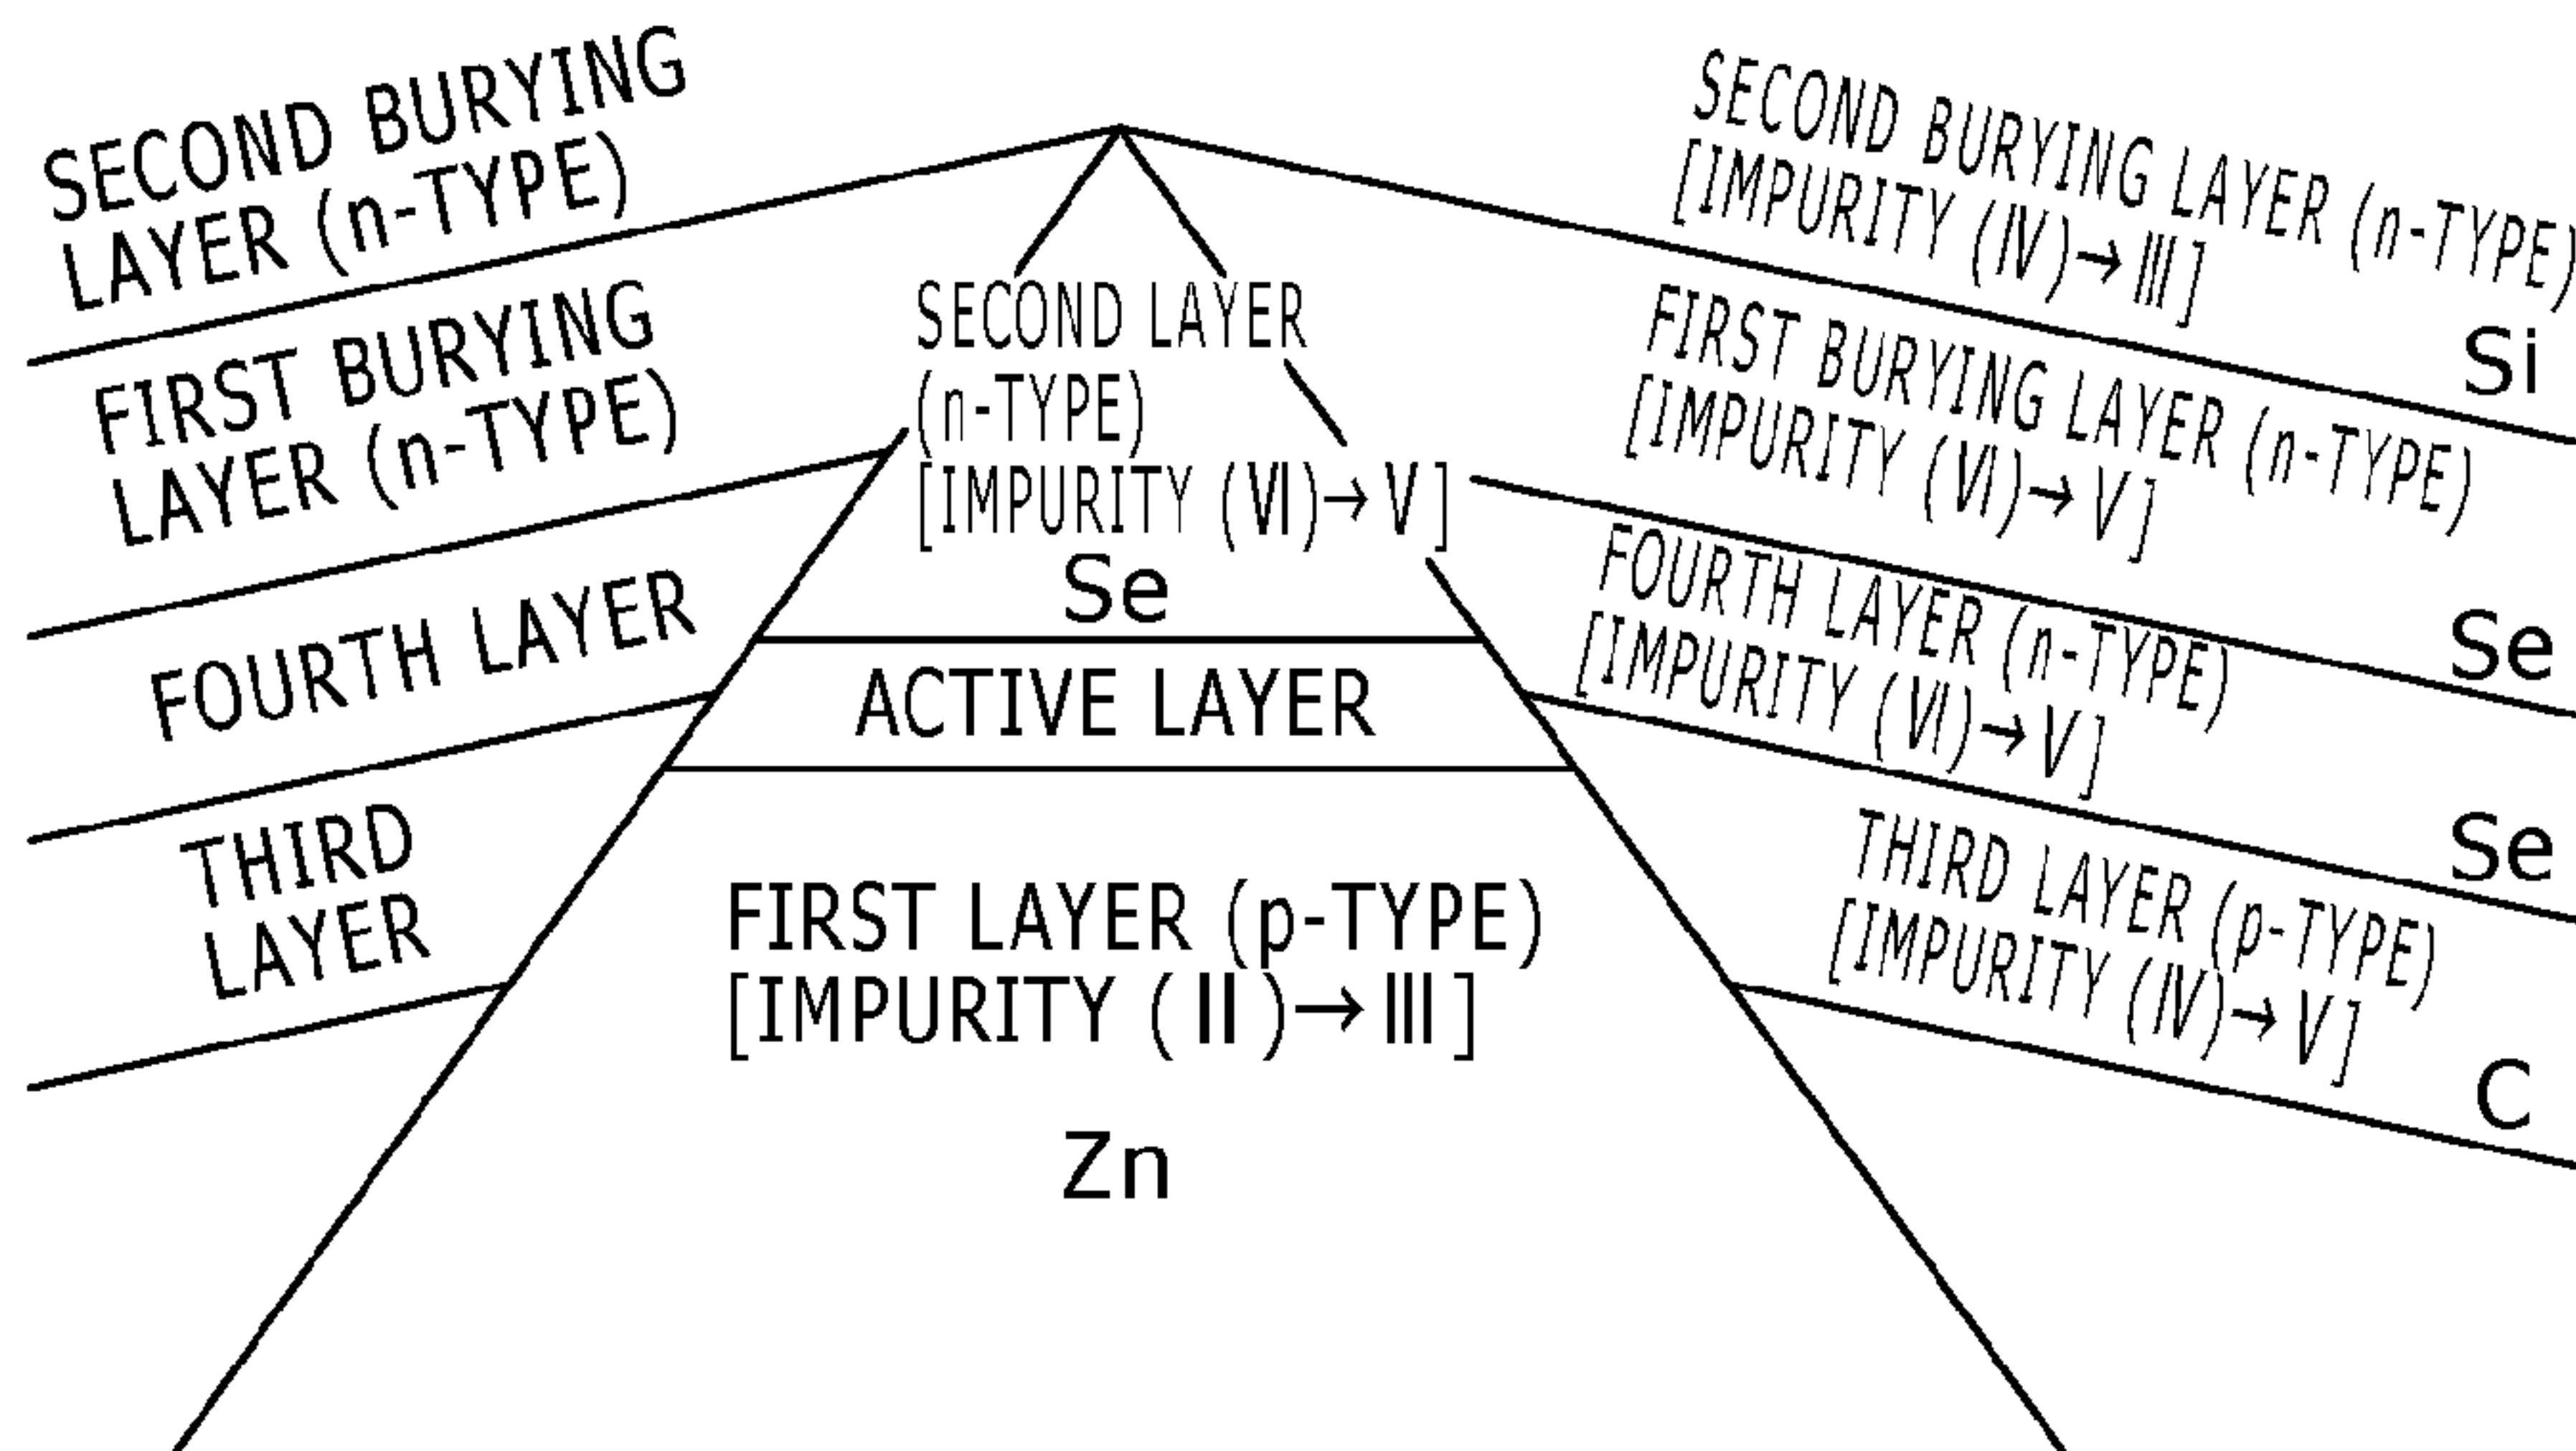 SECOND BURYING
LAYER (n-TYPE)
FIRST BURYING
LAYER (n-TYPE)
FOURTH LAYER
THIRD
LAYER
SECOND LAYER
(n-TYPE)
[IMPURITY (Ⅵ)→Ⅴ]
Se
ACTIVE LAYER
FIRST LAYER (p-TYPE)
[IMPURITY (Ⅱ)→Ⅲ]
Zn
SECOND BURYING LAYER (n-TYPE)
[IMPURITY (Ⅳ)→Ⅲ]
Si
FIRST BURYING LAYER (n-TYPE)
[IMPURITY (Ⅵ)→Ⅴ]
Se
FOURTH LAYER (n-TYPE)
[IMPURITY (Ⅵ)→Ⅴ]
Se
THIRD LAYER (p-TYPE)
[IMPURITY (Ⅳ)→Ⅴ]
C